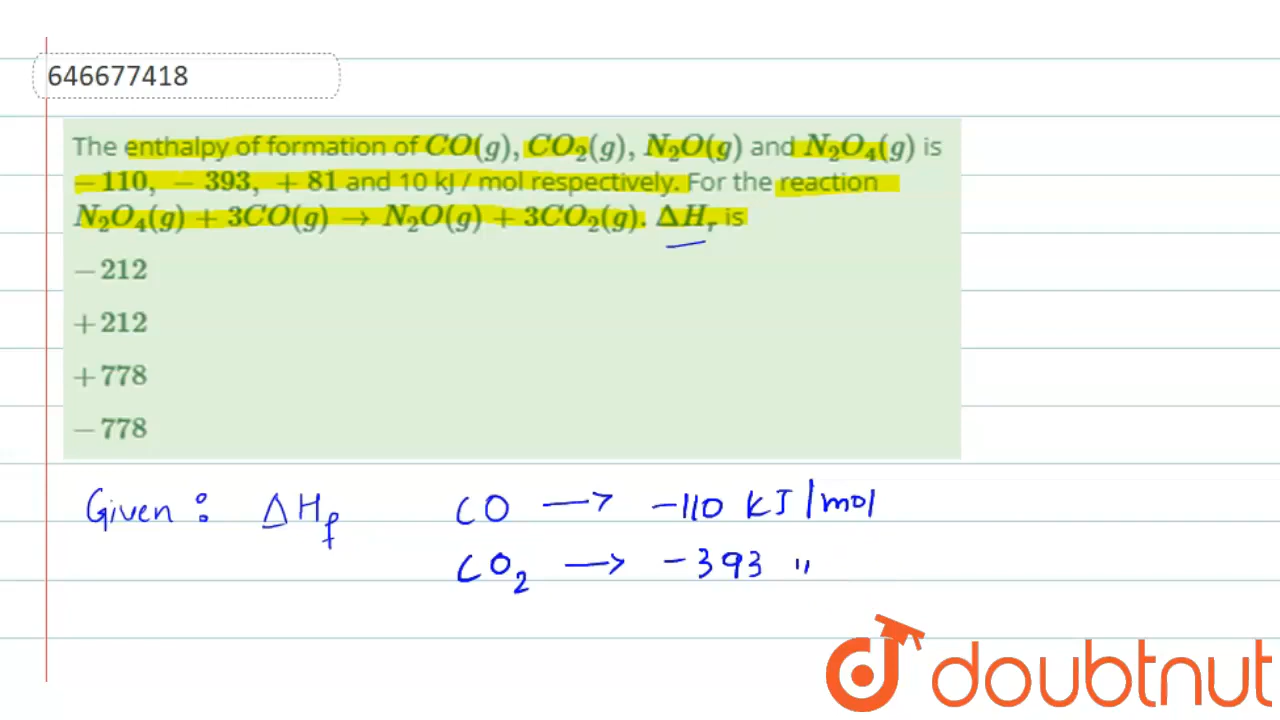 646677418
The enthalpy of formation of CO(g), CO₂(g), N₂O(g) and N₂O₄(g) is
−110, −393, +81 and 10 kJ / mol respectively. For the reaction
N₂O₄(g) + 3CO(g) → N₂O(g) + 3CO₂(g). ΔHᵣ is
−212
+212
+778
−778
Given : ΔH_f CO → −110 KJ/mol
CO₂ → −393 〃
doubtnut